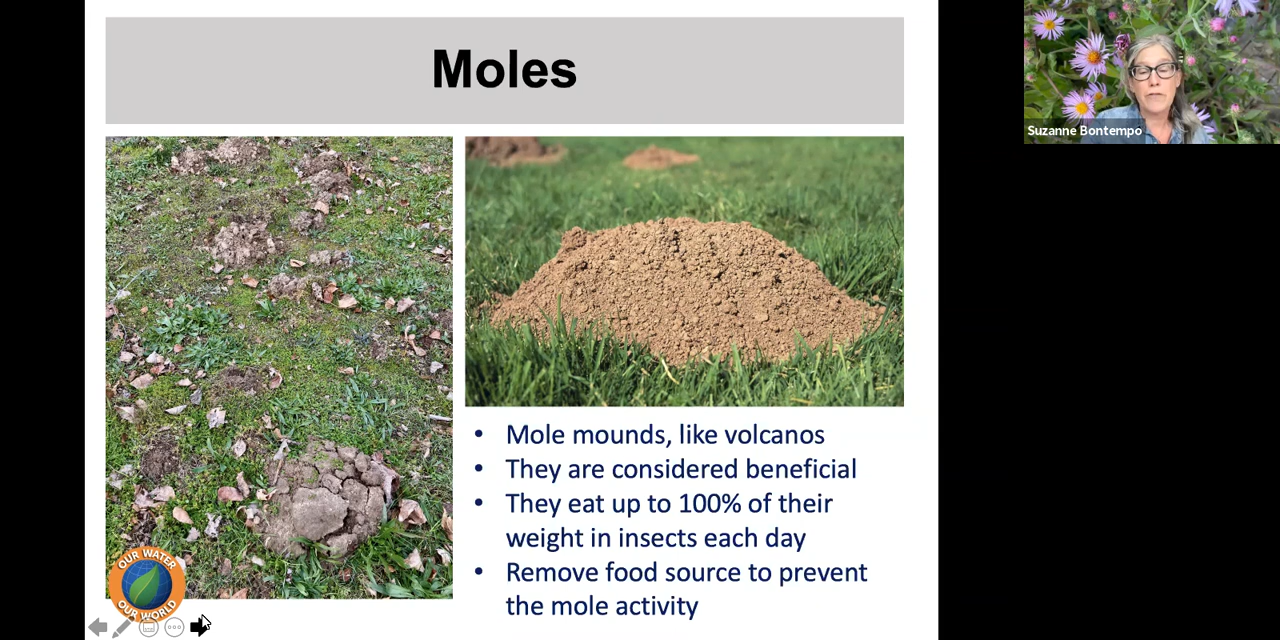 Moles
Suzanne Bontempo
• Mole mounds, like volcanos
• They are considered beneficial
• They eat up to 100% of their
weight in insects each day
• Remove food source to prevent
the mole activity
OUR WATER
OUR WORLD